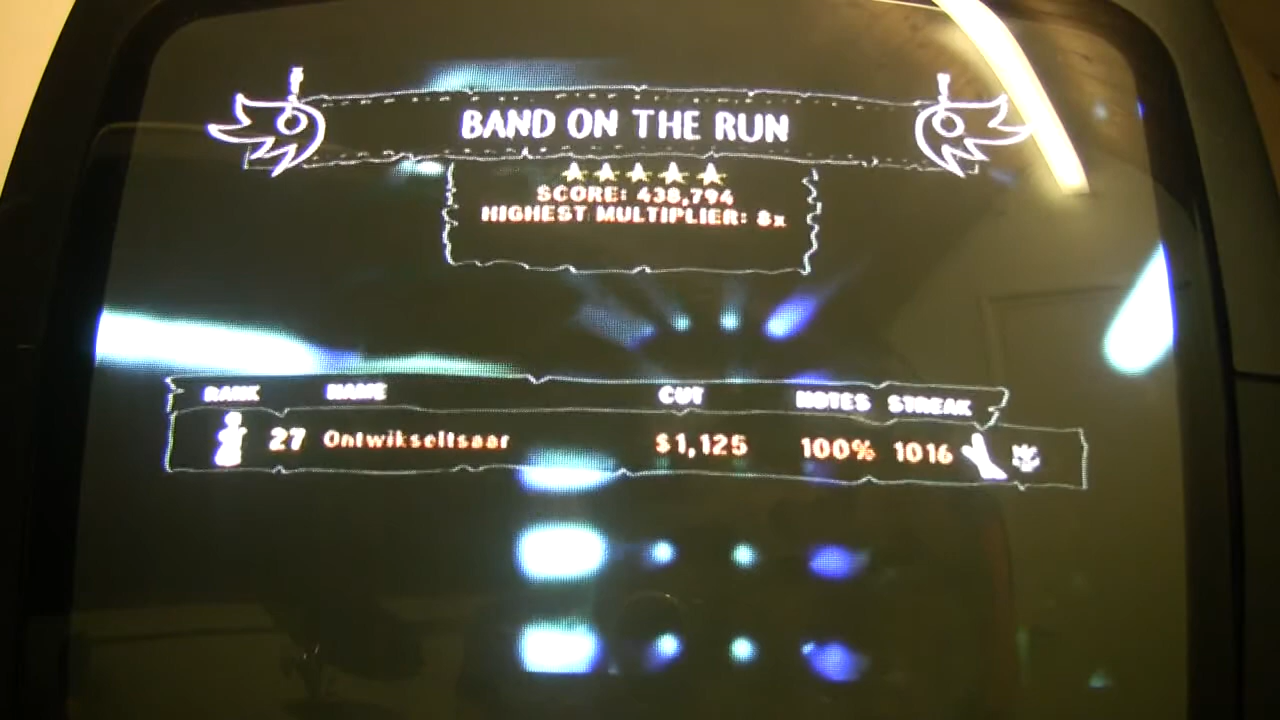 BAND ON THE RUN
SCORE: 438,794
HIGHEST MULTIPLIER: 8x
RANK NAME CUT NOTES STREAK
27 Ontwikseltsaar $1,125 100% 1016